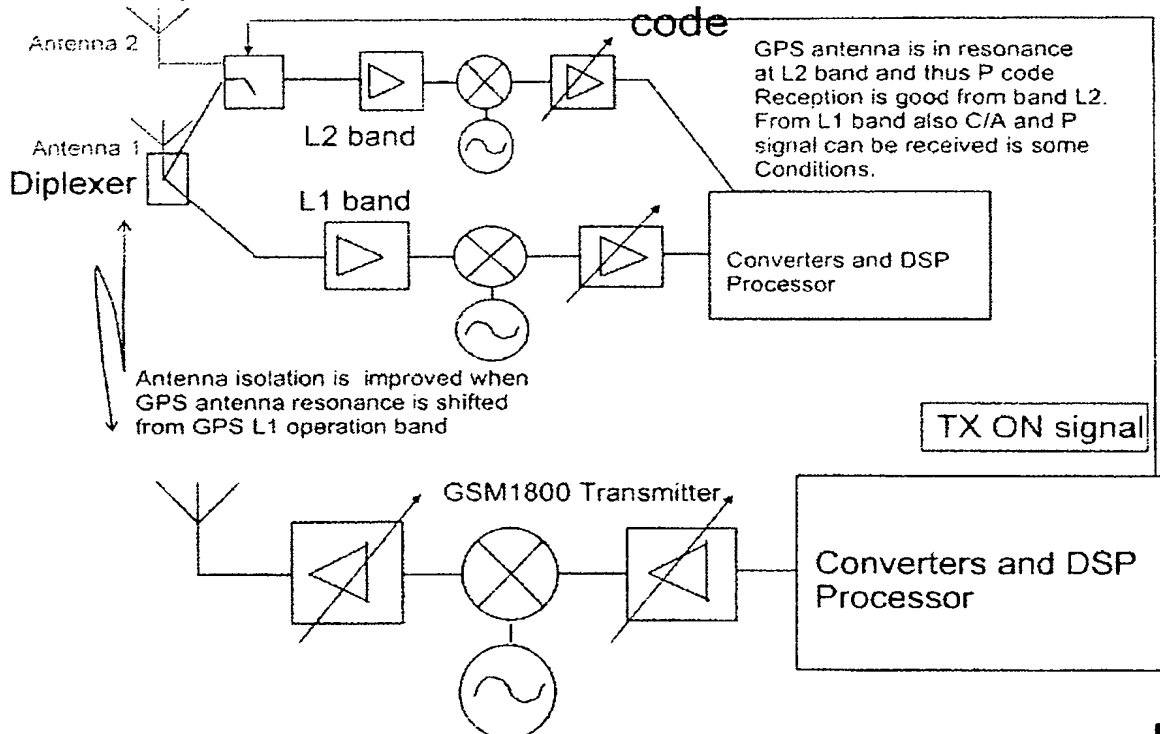 code
Antenna 2
GPS antenna is in resonance
at L2 band and thus P code
Reception is good from band L2.
From L1 band also C/A and P
signal can be received is some
Conditions.
L2 band
Antenna 1
Diplexer
L1 band
Converters and DSP
Processor
Antenna isolation is improved when
GPS antenna resonance is shifted
from GPS L1 operation band
TX ON signal
GSM1800 Transmitter
Converters and DSP
Processor